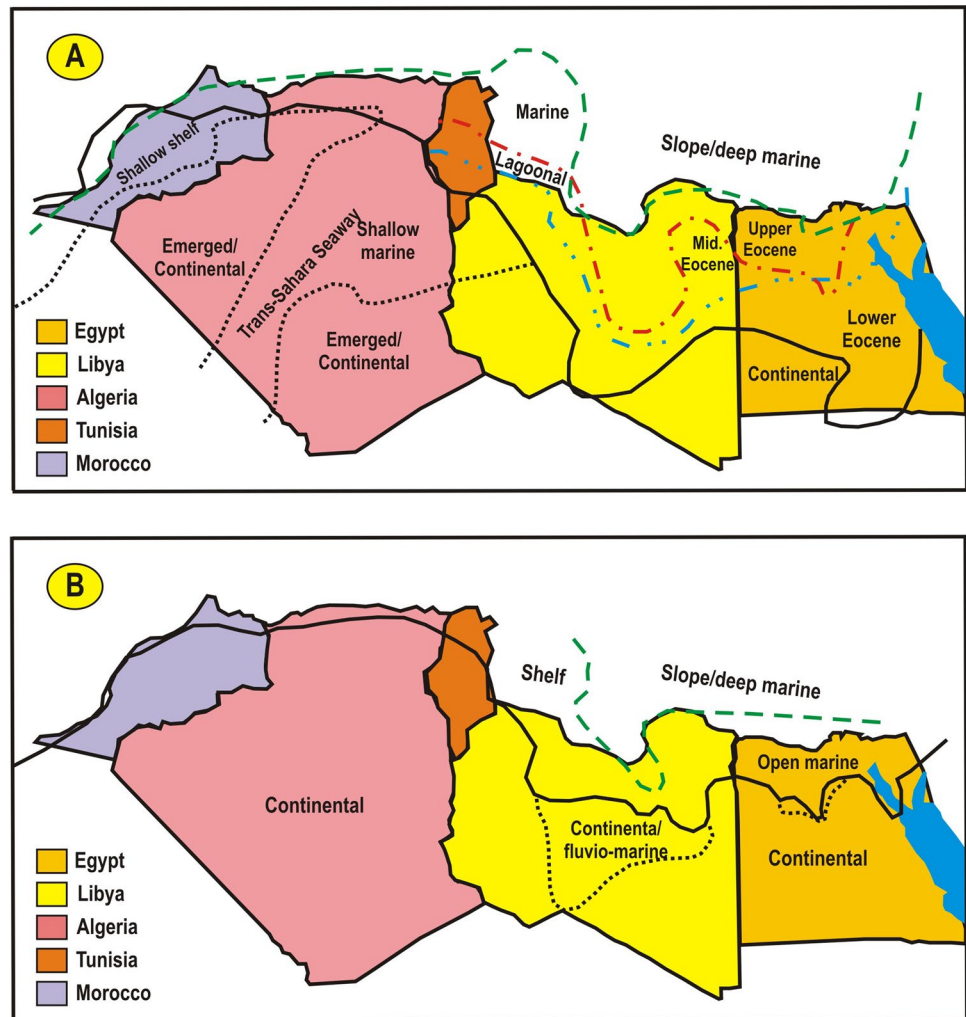 A
Marine
Slope/deep marine
Shallow shelf
Lagoonal
Emerged/
Continental
Trans-Sahara Seaway
Shallow
marine
Mid.
Eocene
Upper
Eocene
Emerged/
Continental
Lower
Eocene
Continental
Egypt
Libya
Algeria
Tunisia
Morocco
B
Shelf
Slope/deep marine
Open marine
Continental
Continenta/
fluvio-marine
Continental
Egypt
Libya
Algeria
Tunisia
Morocco